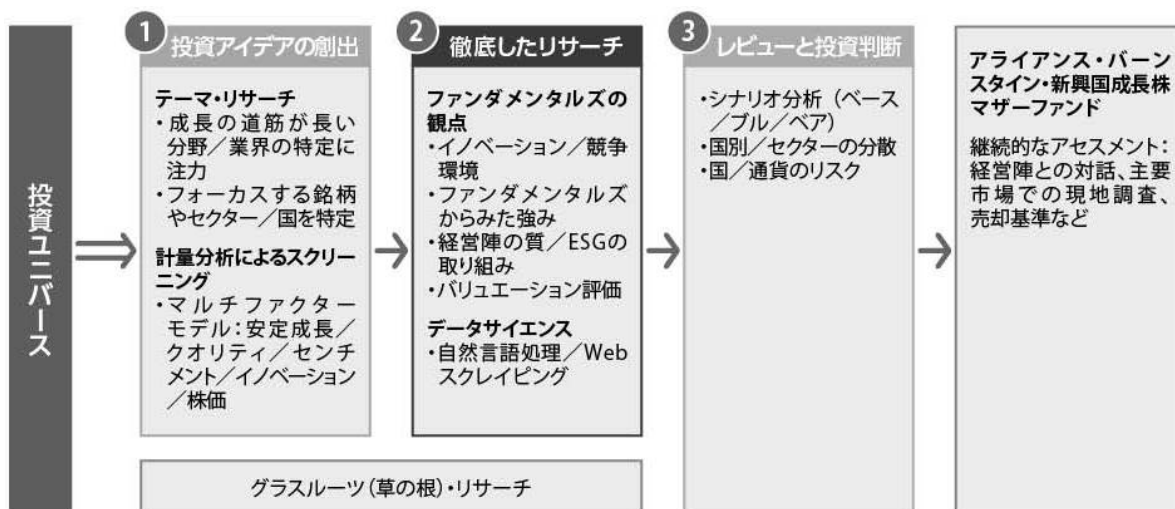 投資ユニバース
1 投資アイデアの創出
テーマ・リサーチ
・成長の道筋が長い
分野／業界の特定に
注力
・フォーカスする銘柄
やセクター／国を特定
計量分析によるスクリー
ニング
・マルチファクター
モデル：安定成長／
クオリティ／センチ
メント／イノベーション
／株価
2 徹底したリサーチ
ファンダメンタルズの
観点
・イノベーション／競争
環境
・ファンダメンタルズ
からみた強み
・経営陣の質／ESGの
取り組み
・バリュエーション評価
データサイエンス
・自然言語処理／Web
スクレイピング
グラスルーツ（草の根）・リサーチ
3 レビューと投資判断
・シナリオ分析（ベース
／ブル／ベア）
・国別／セクターの分散
・国／通貨のリスク
アライアンス・バーン
スタイン・新興国成長株
マザーファンド
継続的なアセスメント：
経営陣との対話、主要
市場での現地調査、
売却基準など